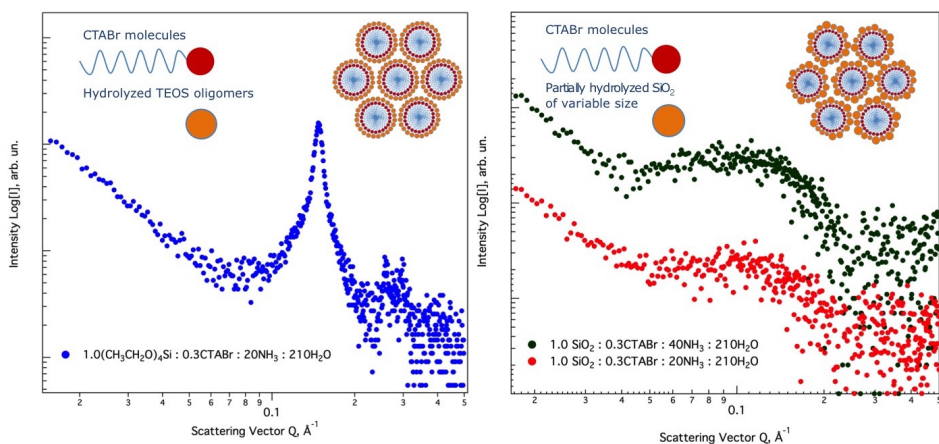 CTABr molecules
Hydrolyzed TEOS oligomers
Intensity Log[I], arb. un.
1.0(CH3CH2O)4Si : 0.3CTABr : 20NH3 : 210H2O
2 3 4 5 6 7 8 9 0.1 2 3 4 5
Scattering Vector Q, Å-1
CTABr molecules
Partially hydrolyzed SiO2
of variable size
Intensity Log[I], arb. un.
1.0 SiO2 : 0.3CTABr : 40NH3 : 210H2O
1.0 SiO2 : 0.3CTABr : 20NH3 : 210H2O
2 3 4 5 6 7 8 9 0.1 2 3 4 5
Scattering Vector Q, Å-1